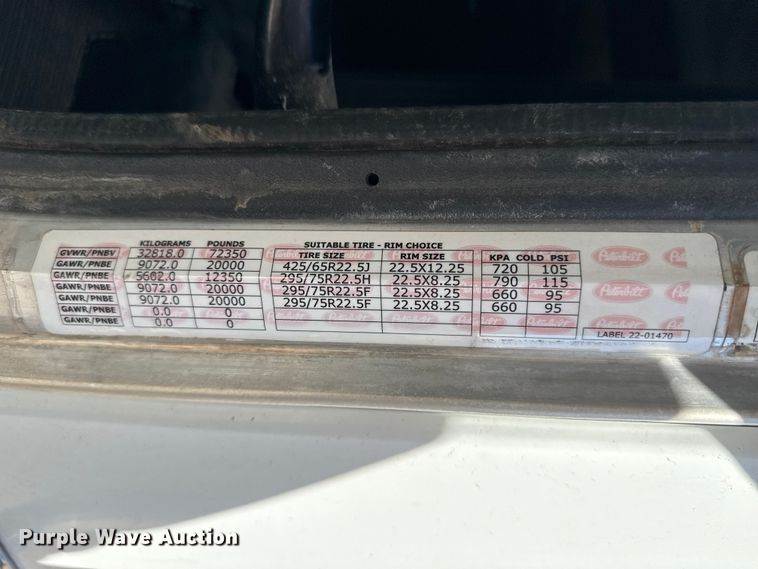 KILOGRAMS POUNDS SUITABLE TIRE - RIM CHOICE
GVWR/PNBV 32818.0 72350 TIRE SIZE RIM SIZE KPA COLD PSI
GAWR/PNBE 9072.0 20000 425/65R22.5J 22.5X12.25 720 105
GAWR/PNBE 5602.0 12350 295/75R22.5H 22.5X8.25 790 115
GAWR/PNBE 9072.0 20000 295/75R22.5F 22.5X8.25 660 95
GAWR/PNBE 9072.0 20000 295/75R22.5F 22.5X8.25 660 95
GAWR/PNBE 0.0 0
GAWR/PNBE 0.0 0
Peterbilt
Peterbilt
Peterbilt
LABEL 22-01470
Purple Wave Auction